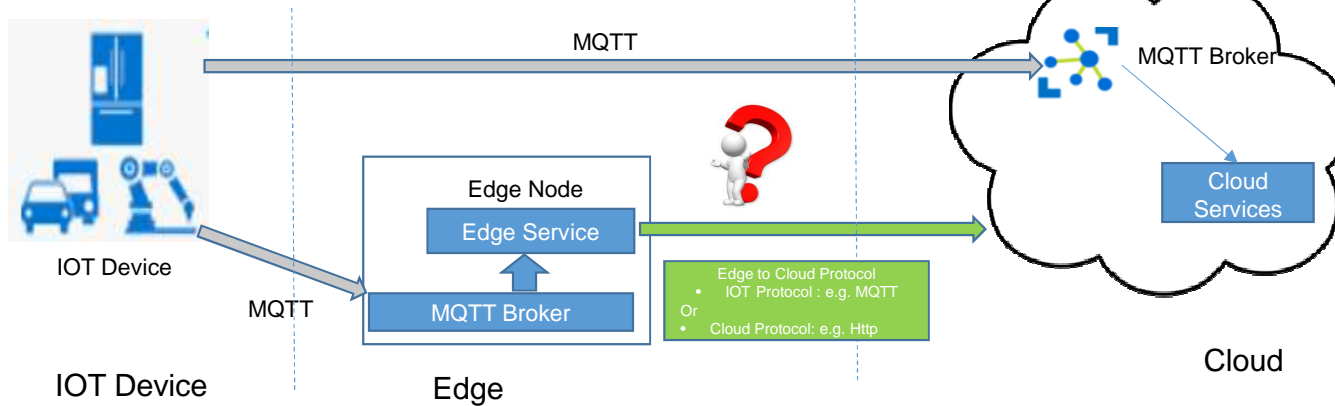 MQTT
MQTT Broker
Cloud
Services
Edge Node
Edge Service
MQTT Broker
IOT Device
MQTT
Edge to Cloud Protocol
• IOT Protocol : e.g. MQTT
Or
• Cloud Protocol: e.g. Http
IOT Device
Edge
Cloud